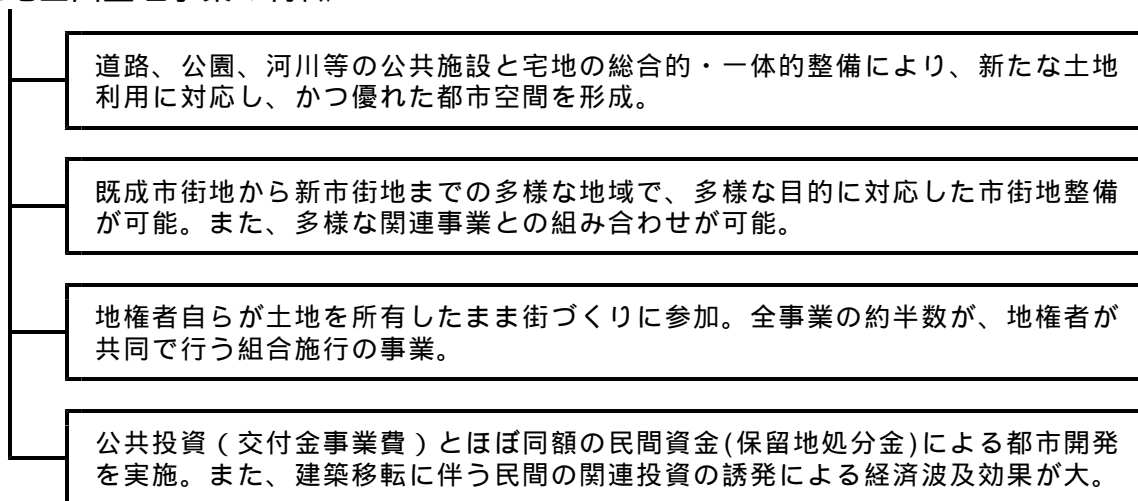 道路、公園、河川等の公共施設と宅地の総合的・一体的整備により、新たな土地
利用に対応し、かつ優れた都市空間を形成。
既成市街地から新市街地までの多様な地域で、多様な目的に対応した市街地整備
が可能。また、多様な関連事業との組み合わせが可能。
地権者自らが土地を所有したまま街づくりに参加。全事業の約半数が、地権者が
共同で行う組合施行の事業。
公共投資（交付金事業費）とほぼ同額の民間資金(保留地処分金)による都市開発
を実施。また、建築移転に伴う民間の関連投資の誘発による経済波及効果が大。